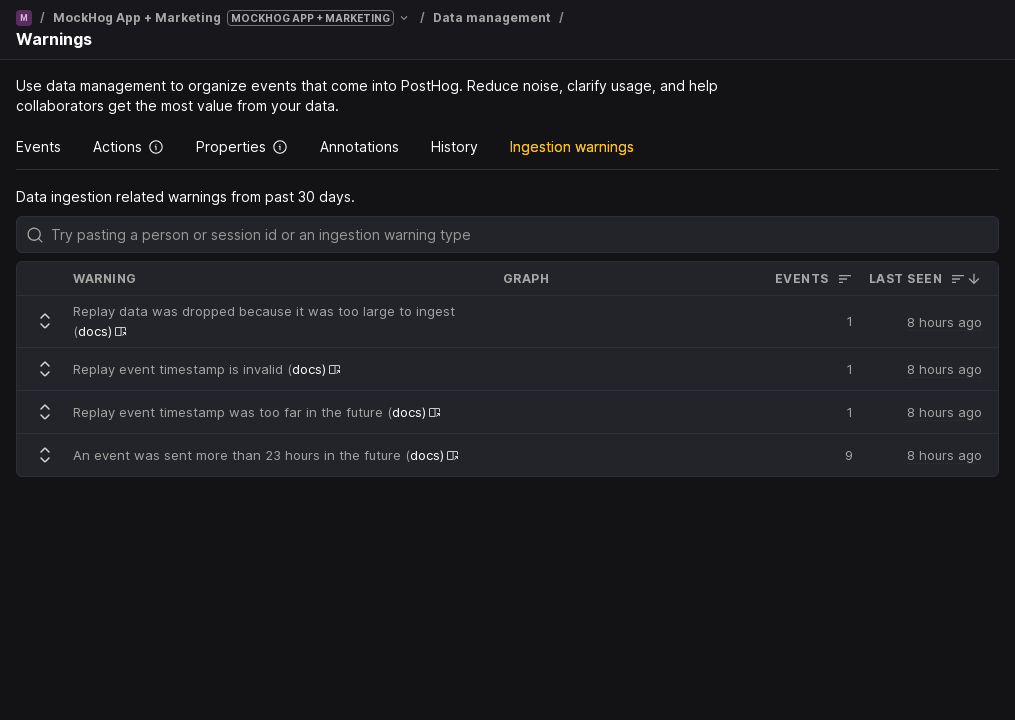 M / MockHog App + Marketing MOCKHOG APP + MARKETING / Data management /
Warnings
Use data management to organize events that come into PostHog. Reduce noise, clarify usage, and help
collaborators get the most value from your data.
Events Actions Properties Annotations History Ingestion warnings
Data ingestion related warnings from past 30 days.
Try pasting a person or session id or an ingestion warning type
WARNING GRAPH EVENTS LAST SEEN
Replay data was dropped because it was too large to ingest
(docs) 1 8 hours ago
Replay event timestamp is invalid (docs) 1 8 hours ago
Replay event timestamp was too far in the future (docs) 1 8 hours ago
An event was sent more than 23 hours in the future (docs) 9 8 hours ago